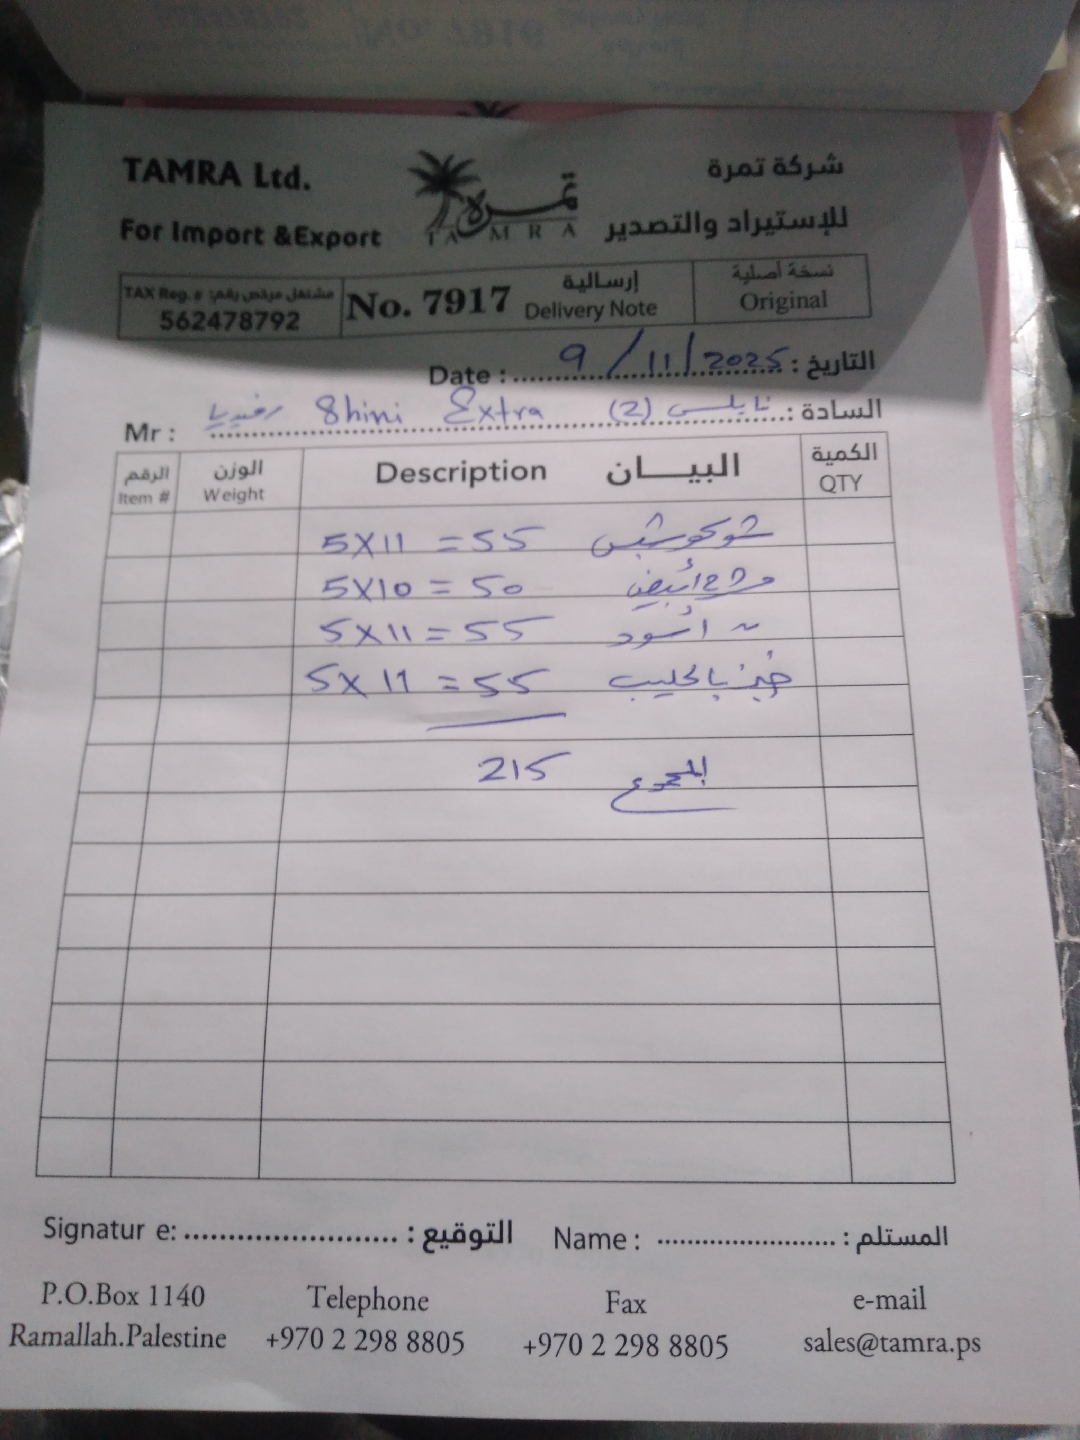 TAMRA Ltd. شركة تمرة
For Import &Export للإستيراد والتصدير
تمرة
TAMRA
TAX Reg. # مشتغل مرخص رقم: إرسالية نسخة أصلية
562478792 No. 7917 Delivery Note Original
Date : 9/11/2025 التاريخ :
Mr : رفيديا Shini Extra (2) نابلس السادة :
الرقم الوزن Description البيـــان الكمية
Item # Weight QTY
شوكوشبس 5X11 = 55
5X10 = 50 أبيض
~ أسود 5X11 = 55
خبز بالحليب 5X11 = 55
المجموع 215
Signatur e: التوقيع : Name : المستلم :
P.O.Box 1140 Telephone Fax e-mail
Ramallah.Palestine +970 2 298 8805 +970 2 298 8805 sales@tamra.ps